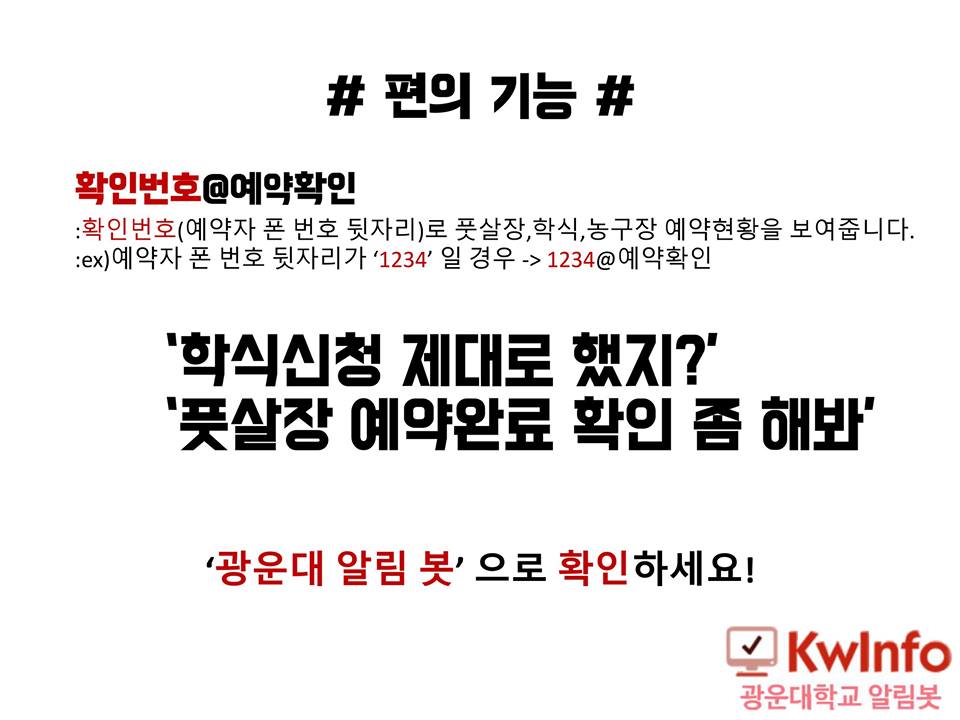 # 편의 기능 #
확인번호@예약확인
:확인번호(예약자 폰 번호 뒷자리)로 풋살장,학식,농구장 예약현황을 보여줍니다.
:ex)예약자 폰 번호 뒷자리가 ‘1234’ 일 경우 -> 1234@예약확인
‘학식신청 제대로 했지?’
‘풋살장 예약완료 확인 좀 해봐’
‘광운대 알림 봇’ 으로 확인하세요!
KwInfo
광운대학교 알림봇